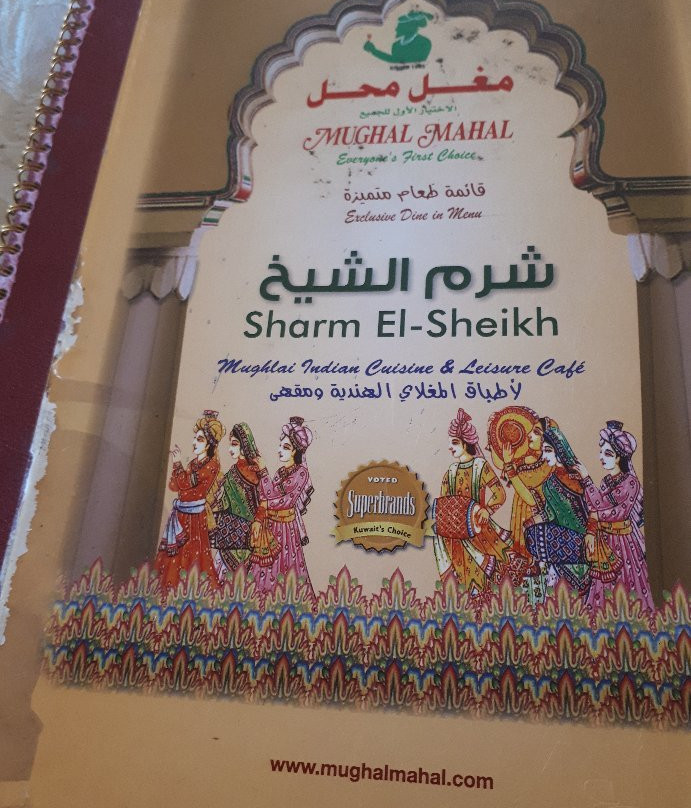 مغل محل
الاختيار الأول للجميع
MUGHAL MAHAL
Everyone's First Choice
قائمة طعام متميزة
Exclusive Dine in Menu
شرم الشيخ
Sharm El-Sheikh
Mughlai Indian Cuisine & Leisure Café
لأطباق المغلاي الهندية ومقهى
VOTED
Superbrands
Kuwait's Choice
www.mughalmahal.com